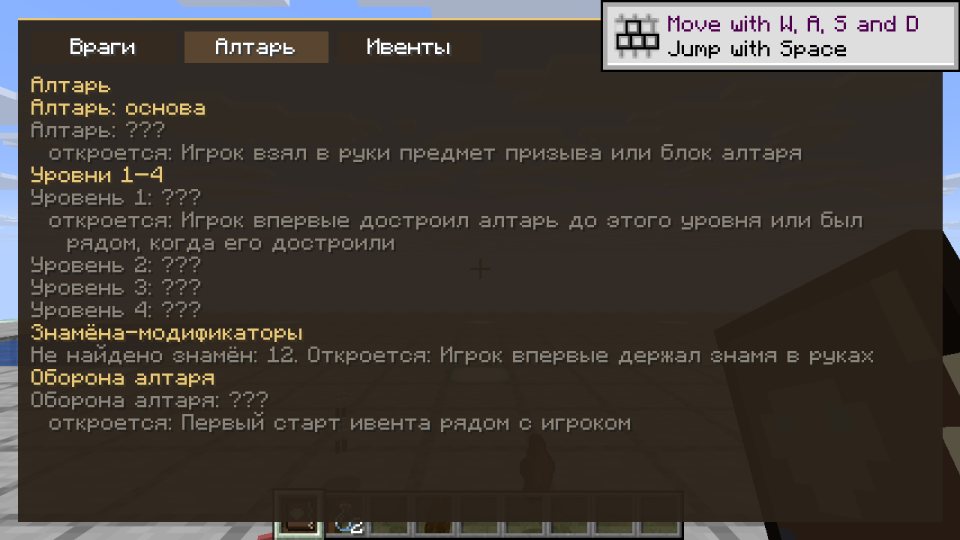 Враги Алтарь Ивенты
Move with W, A, S and D
Jump with Space
Алтарь
Алтарь: основа
Алтарь: ???
откроется: Игрок взял в руки предмет призыва или блок алтаря
Уровни 1—4
Уровень 1: ???
откроется: Игрок впервые достроил алтарь до этого уровня или был
рядом, когда его достроили
Уровень 2: ???
Уровень 3: ???
Уровень 4: ???
Знамёна-модификаторы
Не найдено знамён: 12. Откроется: Игрок впервые держал знамя в руках
Оборона алтаря
Оборона алтаря: ???
откроется: Первый старт ивента рядом с игроком
2